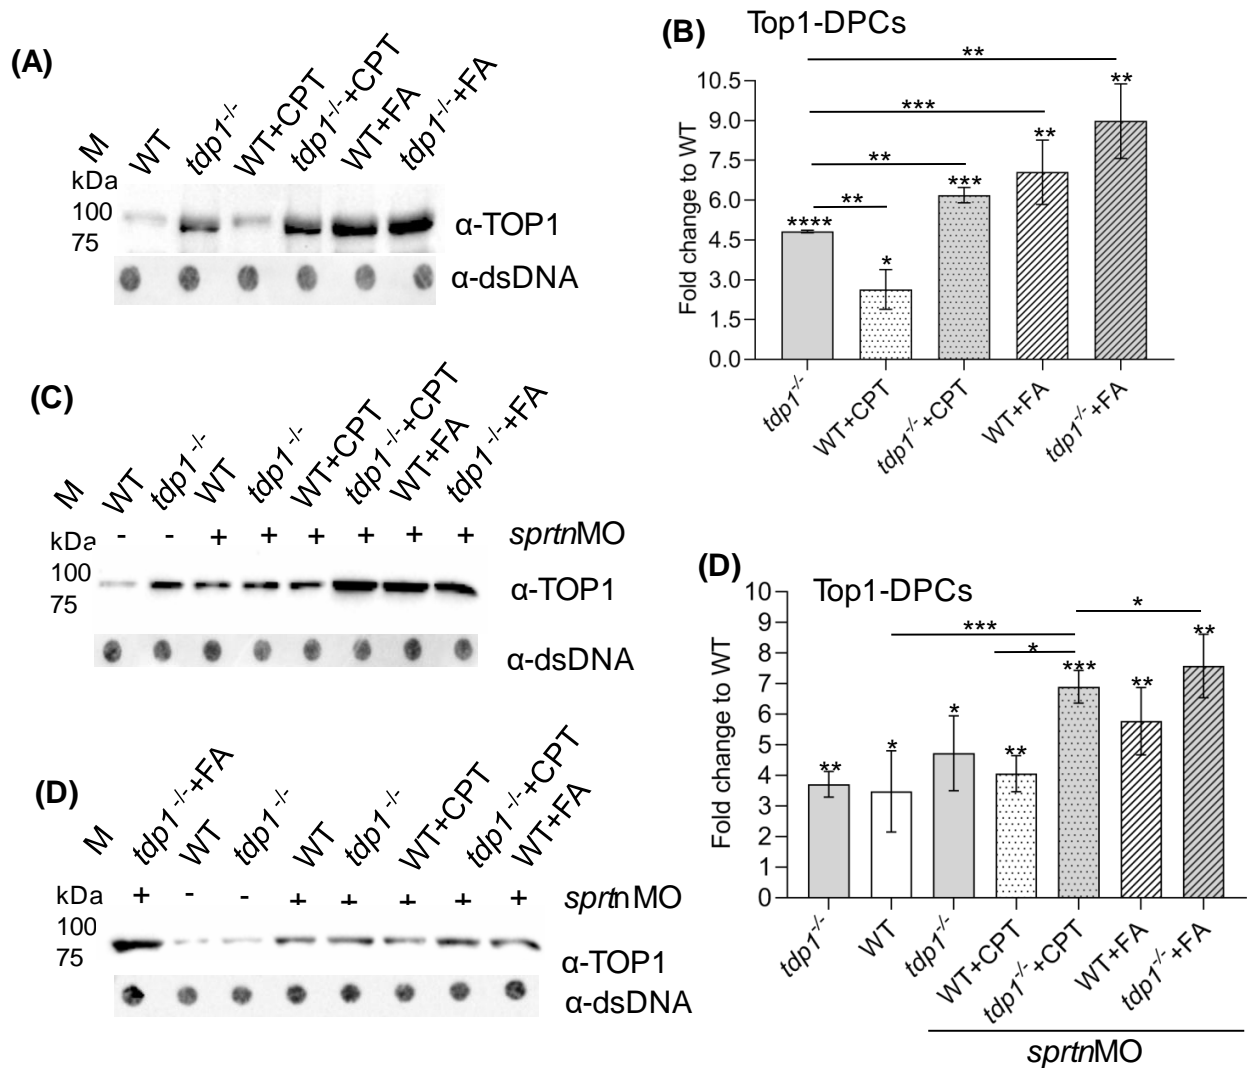 (A)
M
WT
tdp1-/-
WT+CPT
tdp1-/-+CPT
WT+FA
tdp1-/-+FA
kDa
100
75
α-TOP1
α-dsDNA
(B)
Top1-DPCs
Fold change to WT
10.5
9.0
7.5
6.0
4.5
3.0
1.5
0.0
**
***
**
**
****
*
***
**
**
tdp1-/-
WT+CPT
tdp1-/-+CPT
WT+FA
tdp1-/-+FA
(C)
M
WT
tdp1-/-
WT
tdp1-/-
WT+CPT
tdp1-/-+CPT
WT+FA
tdp1-/-+FA
- - + + + + + + sprtnMO
kDa
100
75
α-TOP1
α-dsDNA
(D)
M
tdp1-/-+FA
WT
tdp1-/-
WT
tdp1-/-
WT+CPT
tdp1-/-+CPT
WT+FA
+ - - + + + + + sprtnMO
kDa
100
75
α-TOP1
α-dsDNA
(D)
Top1-DPCs
Fold change to WT
10
9
8
7
6
5
4
3
2
1
0
*
***
*
**
*
*
**
***
**
**
tdp1-/-
WT
tdp1-/-
WT+CPT
tdp1-/-+CPT
WT+FA
tdp1-/-+FA
sprtnMO